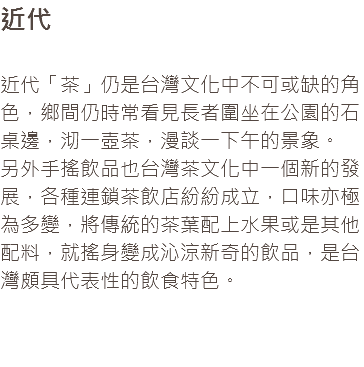 近代
近代「茶」仍是台灣文化中不可或缺的角
色，鄉間仍時常看見長者圍坐在公園的石
桌邊，沏一壺茶，漫談一下午的景象。
另外手搖飲品也台灣茶文化中一個新的發
展，各種連鎖茶飲店紛紛成立，口味亦極
為多變，將傳統的茶葉配上水果或是其他
配料，就搖身變成沁涼新奇的飲品，是台
灣頗具代表性的飲食特色。